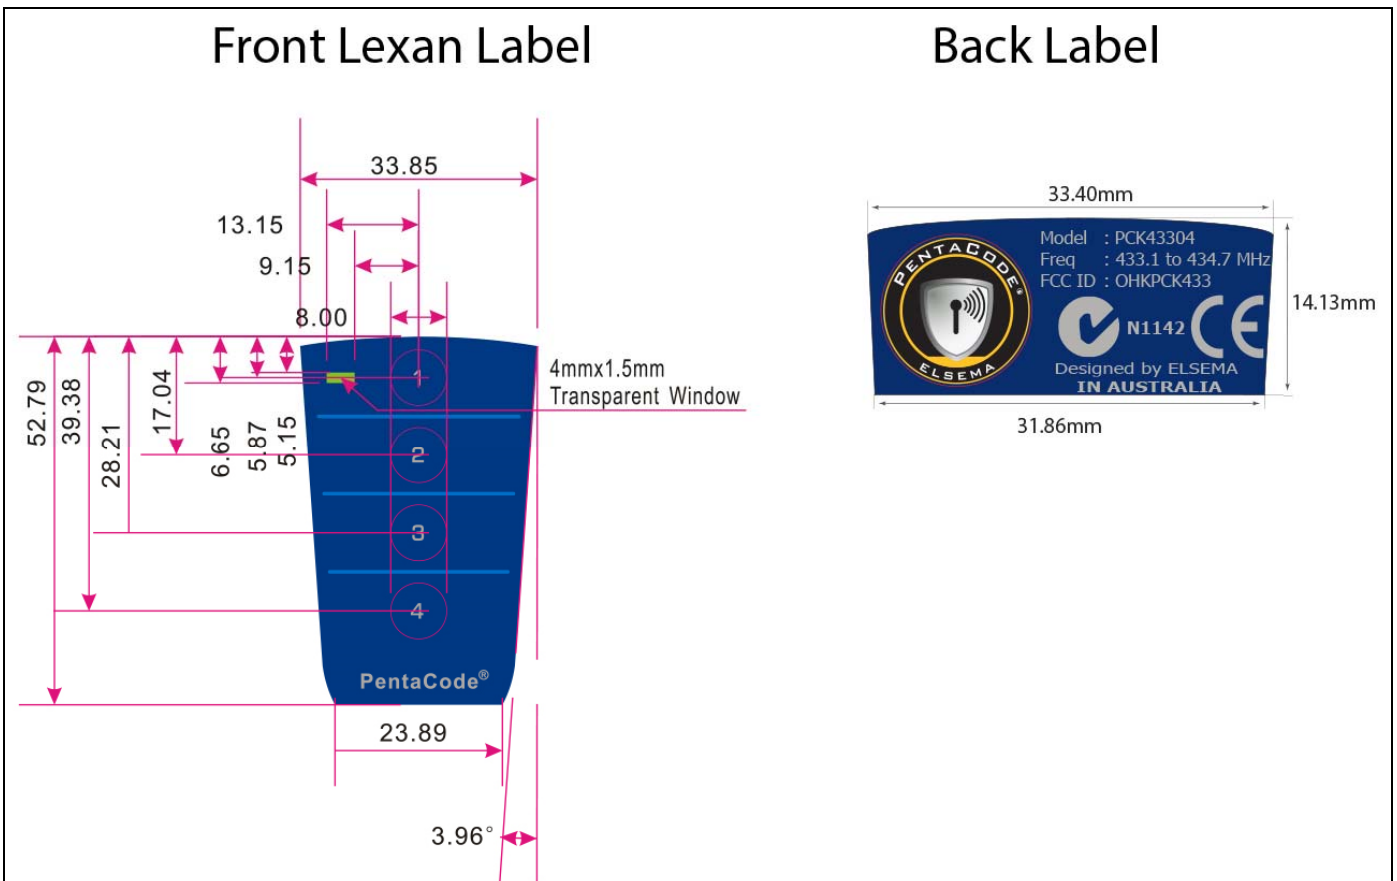 Front Lexan Label
Back Label
33.85
13.15
9.15
8.00
52.79
39.38
28.21
17.04
6.65
5.87
5.15
4mmx1.5mm
Transparent Window
1
2
3
4
PentaCode®
23.89
3.96°
33.40mm
PENTACODE®
ELSEMA
Model : PCK43304
Freq : 433.1 to 434.7 MHz
FCC ID : OHKPCK433
N1142 CE
Designed by ELSEMA
IN AUSTRALIA
14.13mm
31.86mm